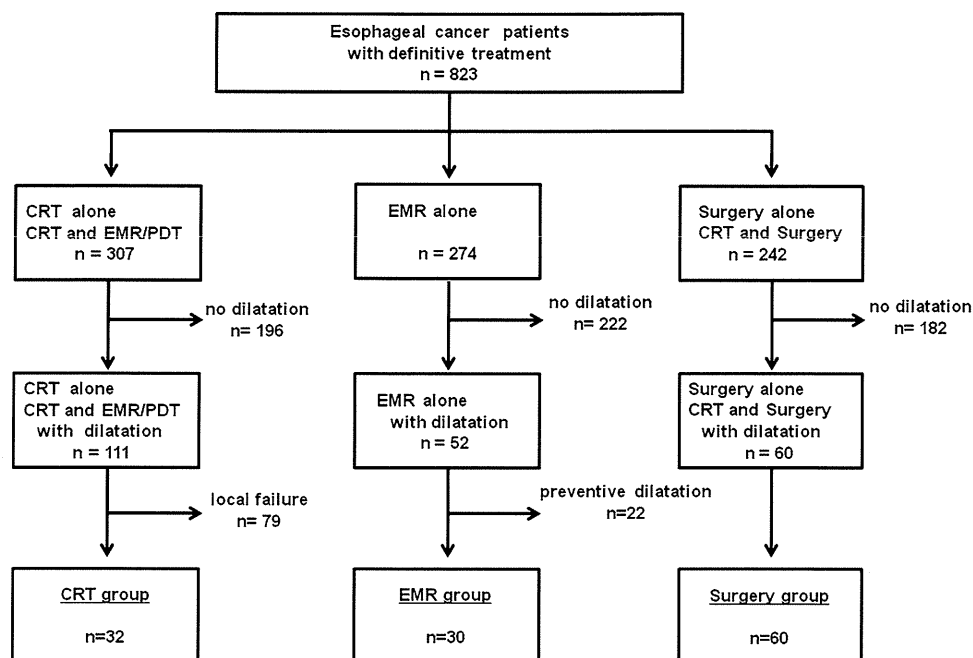 Esophageal cancer patients
with definitive treatment
n = 823
CRT alone
CRT and EMR/PDT
n = 307
EMR alone
n = 274
Surgery alone
CRT and Surgery
n = 242
no dilatation
n= 196
no dilatation
n= 222
no dilatation
n= 182
CRT alone
CRT and EMR/PDT
with dilatation
n = 111
EMR alone
with dilatation
n = 52
Surgery alone
CRT and Surgery
with dilatation
n = 60
local failure
n= 79
preventive dilatation
n=22
CRT group
n=32
EMR group
n=30
Surgery group
n=60